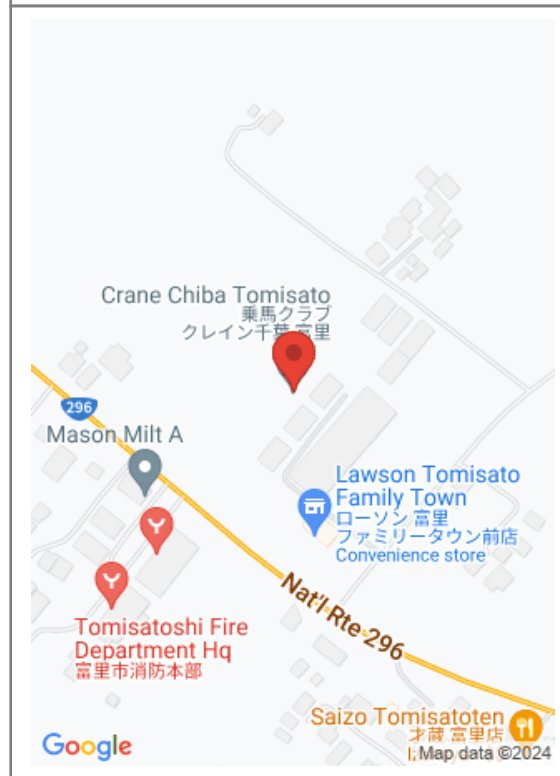 Crane Chiba Tomisato
乗馬クラブ
クレイン千葉 富里
296
Mason Milt A
Lawson Tomisato
Family Town
ローソン 富里
ファミリータウン前店
Convenience store
Nat'l Rte 296
Tomisatoshi Fire
Department Hq
富里市消防本部
Saizo Tomisatoten
才蔵 富里店
Google
Map data ©2024